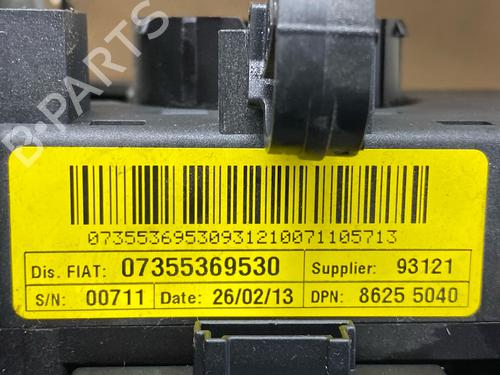 B-PARTS
07355369530931210071105713
Dis. FIAT: 07355369530 Supplier: 93121
S/N: 00711 Date: 26/02/13 DPN: 8625 5040